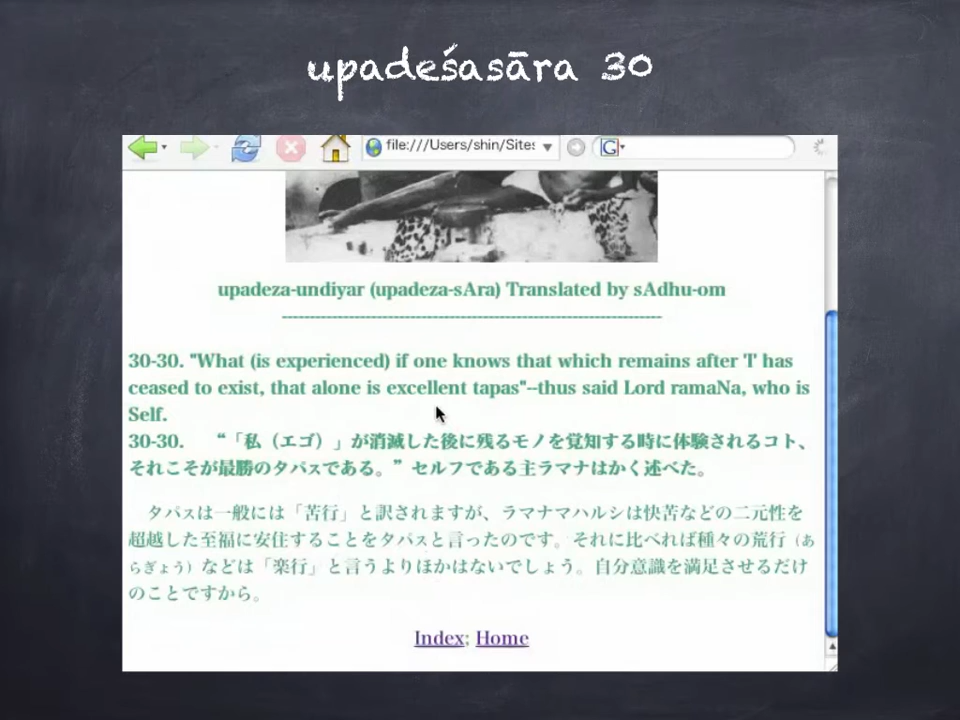 upadeśasāra 30
file:///Users/shin/Sites
G
upadeza-undiyar (upadeza-sAra) Translated by sAdhu-om
----------------------------------------------------------------------
30-30. "What (is experienced) if one knows that which remains after 'I' has
ceased to exist, that alone is excellent tapas"--thus said Lord ramaNa, who is
Self.
30-30. “「私（エゴ）」が消滅した後に残るモノを覚知する時に体験されるコト、
それこそが最勝のタパスである。”セルフである主ラマナはかく述べた。
タパスは一般には「苦行」と訳されますが、ラマナマハルシは快苦などの二元性を
超越した至福に安住することをタパスと言ったのです。それに比べれば種々の荒行（あ
らぎょう）などは「楽行」と言うよりほかはないでしょう。自分意識を満足させるだけ
のことですから。
Index; Home